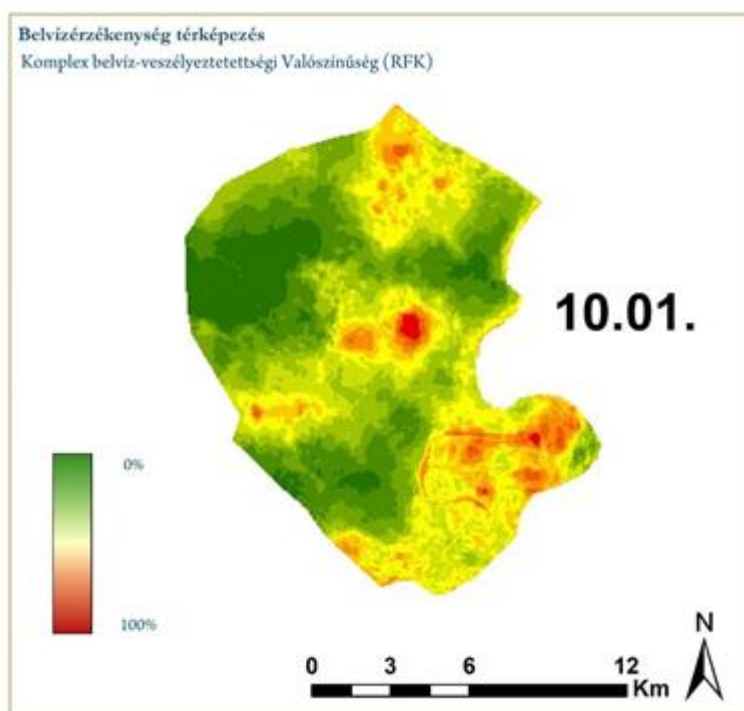 Belvízérzékenység térképezés
Komplex belvíz-veszélyeztetettségi Valószínűség (RFK)
10.01.
0%
100%
N
0 3 6 12
Km